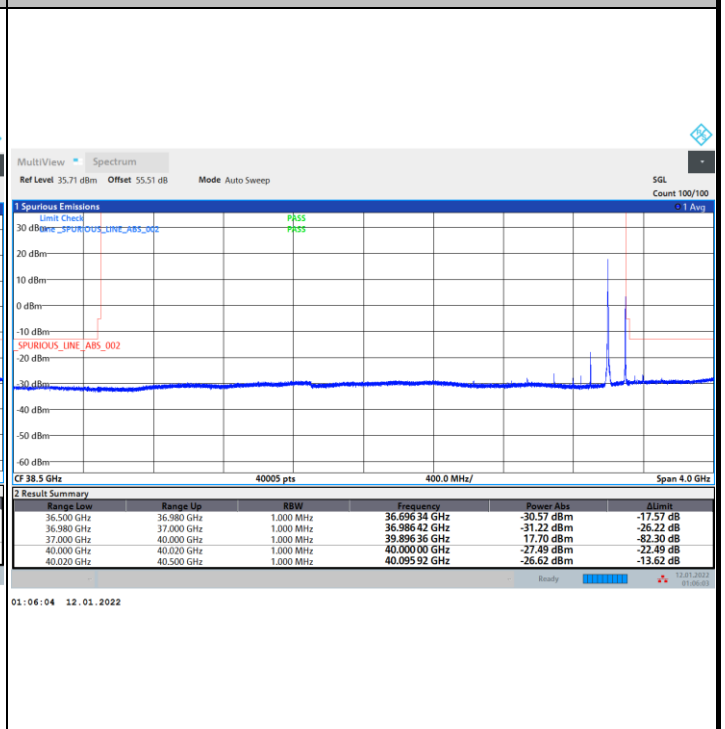 MultiView Spectrum
Ref Level 35.71 dBm Offset 55.51 dB Mode Auto Sweep SGL
Count 100/100
1 Spurious Emissions 1 Avg
Limit Check PASS
30 dBm Line _SPURIOUS_LINE_ABS_002 PASS
20 dBm
10 dBm
0 dBm
-10 dBm
_SPURIOUS_LINE_ABS_002
-20 dBm
-30 dBm
-40 dBm
-50 dBm
-60 dBm
CF 38.5 GHz 40005 pts 400.0 MHz/ Span 4.0 GHz
2 Result Summary
Range Low Range Up RBW Frequency Power Abs ΔLimit
36.500 GHz 36.980 GHz 1.000 MHz 36.696 34 GHz -30.57 dBm -17.57 dB
36.980 GHz 37.000 GHz 1.000 MHz 36.986 42 GHz -31.22 dBm -26.22 dB
37.000 GHz 40.000 GHz 1.000 MHz 39.896 36 GHz 17.70 dBm -82.30 dB
40.000 GHz 40.020 GHz 1.000 MHz 40.000 00 GHz -27.49 dBm -22.49 dB
40.020 GHz 40.500 GHz 1.000 MHz 40.095 92 GHz -26.62 dBm -13.62 dB
Ready 12.01.2022
01:06:03
01:06:04 12.01.2022